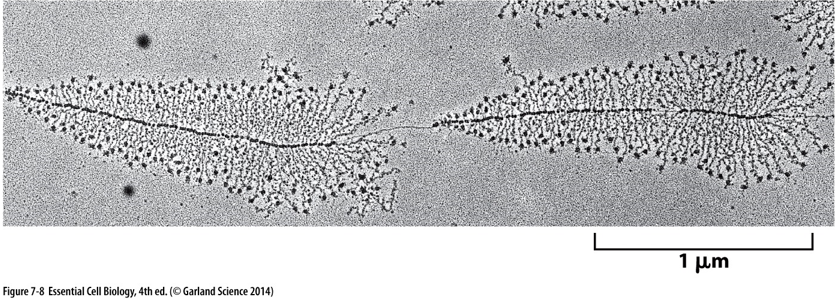 1 μm
Figure 7-8 Essential Cell Biology, 4th ed. (© Garland Science 2014)